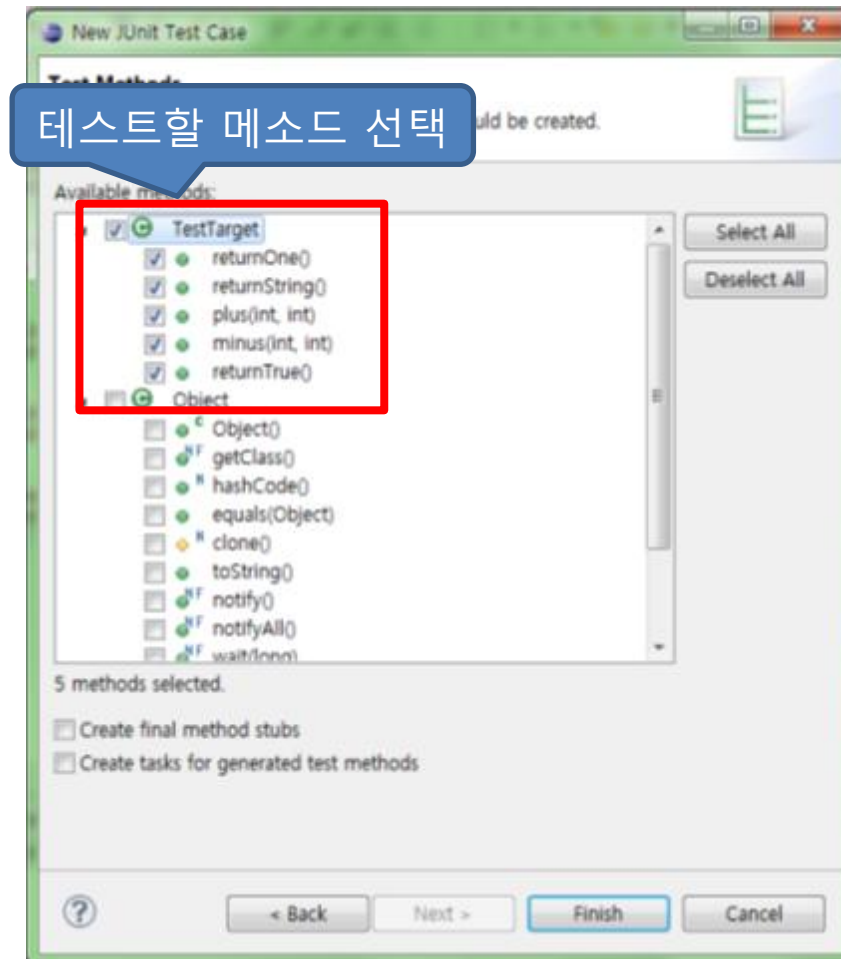 New JUnit Test Case
테스트할 메소드 선택
uld be created.
Available methods:
TestTarget
returnOne()
returnString()
plus(int, int)
minus(int, int)
returnTrue()
Object
C Object()
N F getClass()
N hashCode()
equals(Object)
N clone()
toString()
N F notify()
N F notifyAll()
N F wait(long)
Select All
Deselect All
5 methods selected.
Create final method stubs
Create tasks for generated test methods
?
< Back
Next >
Finish
Cancel